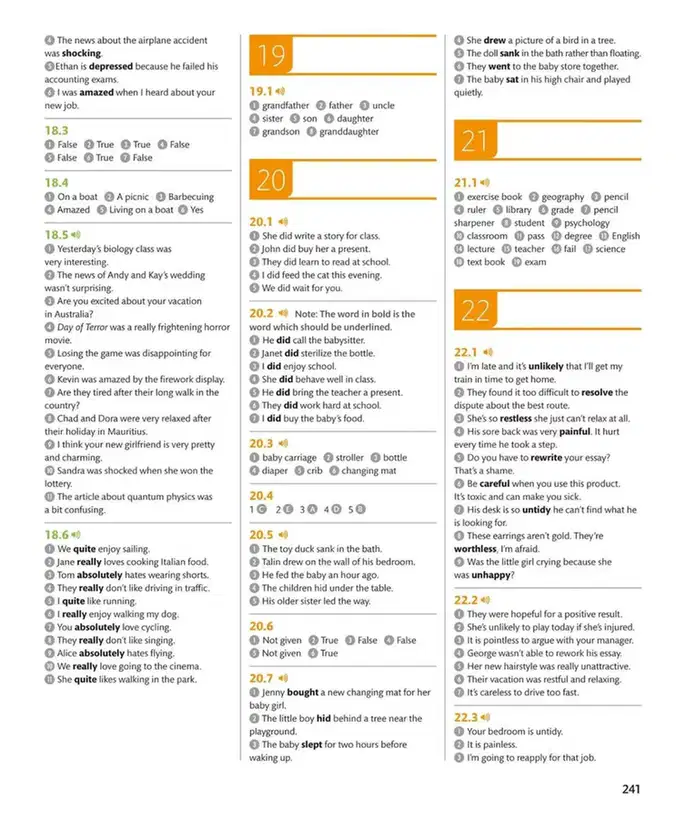 4 The news about the airplane accident
was shocking.
5 Ethan is depressed because he failed his
accounting exams.
6 I was amazed when I heard about your
new job.
18.3
1 False 2 True 3 True 4 False
5 False 6 True 7 False
18.4
1 On a boat 2 A picnic 3 Barbecuing
4 Amazed 5 Living on a boat 6 Yes
18.5
1 Yesterday's biology class was
very interesting.
2 The news of Andy and Kay's wedding
wasn't surprising.
3 Are you excited about your vacation
in Australia?
4 Day of Terror was a really frightening horror
movie.
5 Losing the game was disappointing for
everyone.
6 Kevin was amazed by the firework display.
7 Are they tired after their long walk in the
country?
8 Chad and Dora were very relaxed after
their holiday in Mauritius.
9 I think your new girlfriend is very pretty
and charming.
10 Sandra was shocked when she won the
lottery.
11 The article about quantum physics was
a bit confusing.
18.6
1 We quite enjoy sailing.
2 Jane really loves cooking Italian food.
3 Tom absolutely hates wearing shorts.
4 They really don't like driving in traffic.
5 I quite like running.
6 I really enjoy walking my dog.
7 You absolutely love cycling.
8 They really don't like singing.
9 Alice absolutely hates flying.
10 We really love going to the cinema.
11 She quite likes walking in the park.
19
19.1
1 grandfather 2 father 3 uncle
4 sister 5 son 6 daughter
7 grandson 8 granddaughter
20
20.1
1 She did write a story for class.
2 John did buy her a present.
3 They did learn to read at school.
4 I did feed the cat this evening.
5 We did wait for you.
20.2 Note: The word in bold is the
word which should be underlined.
1 He did call the babysitter.
2 Janet did sterilize the bottle.
3 I did enjoy school.
4 She did behave well in class.
5 He did bring the teacher a present.
6 They did work hard at school.
7 I did buy the baby's food.
20.3
1 baby carriage 2 stroller 3 bottle
4 diaper 5 crib 6 changing mat
20.4
1 C 2 E 3 A 4 D 5 B
20.5
1 The toy duck sank in the bath.
2 Talin drew on the wall of his bedroom.
3 He fed the baby an hour ago.
4 The children hid under the table.
5 His older sister led the way.
20.6
1 Not given 2 True 3 False 4 False
5 Not given 6 True
20.7
1 Jenny bought a new changing mat for her
baby girl.
2 The little boy hid behind a tree near the
playground.
3 The baby slept for two hours before
waking up.
4 She drew a picture of a bird in a tree.
5 The doll sank in the bath rather than floating.
6 They went to the baby store together.
7 The baby sat in his high chair and played
quietly.
21
21.1
1 exercise book 2 geography 3 pencil
4 ruler 5 library 6 grade 7 pencil
sharpener 8 student 9 psychology
10 classroom 11 pass 12 degree 13 English
14 lecture 15 teacher 16 fail 17 science
18 text book 19 exam
22
22.1
1 I'm late and it's unlikely that I'll get my
train in time to get home.
2 They found it too difficult to resolve the
dispute about the best route.
3 She's so restless she just can't relax at all.
4 His sore back was very painful. It hurt
every time he took a step.
5 Do you have to rewrite your essay?
That's a shame.
6 Be careful when you use this product.
It's toxic and can make you sick.
7 His desk is so untidy he can't find what he
is looking for.
8 These earrings aren't gold. They're
worthless, I'm afraid.
9 Was the little girl crying because she
was unhappy?
22.2
1 They were hopeful for a positive result.
2 She's unlikely to play today if she's injured.
3 It is pointless to argue with your manager.
4 George wasn't able to rework his essay.
5 Her new hairstyle was really unattractive.
6 Their vacation was restful and relaxing.
7 It's careless to drive too fast.
22.3
1 Your bedroom is untidy.
2 It is painless.
3 I'm going to reapply for that job.
241